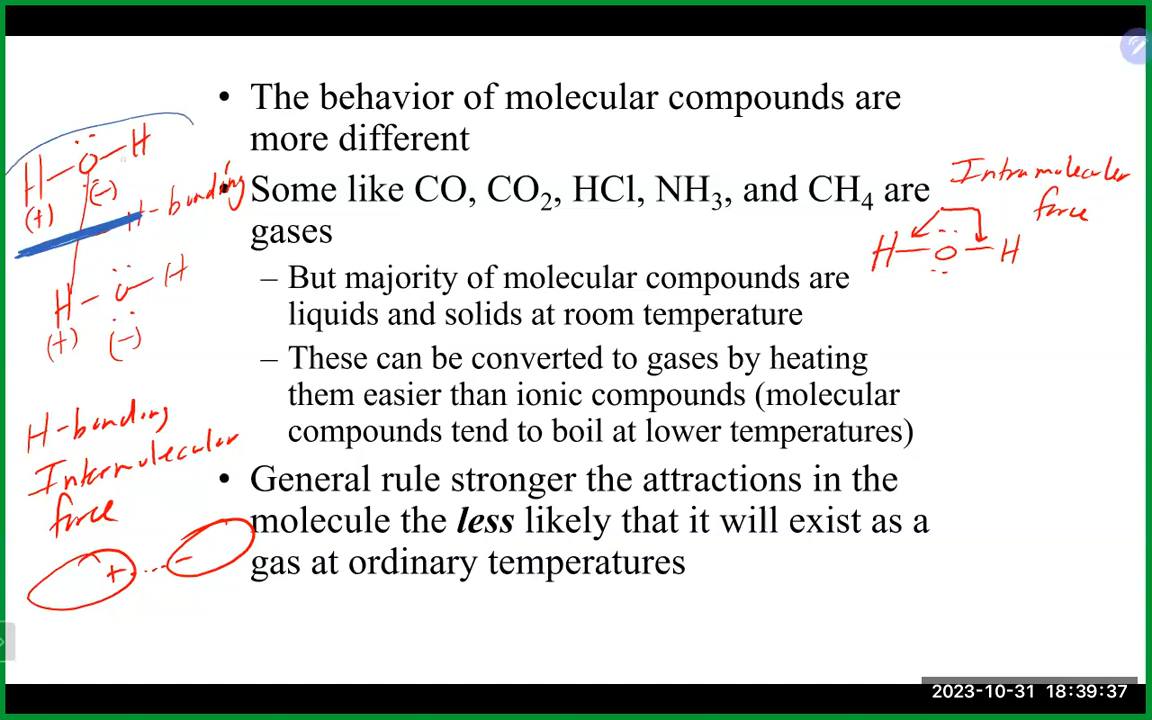 • The behavior of molecular compounds are
more different
• Some like CO, CO₂, HCl, NH₃, and CH₄ are
gases
– But majority of molecular compounds are
liquids and solids at room temperature
– These can be converted to gases by heating
them easier than ionic compounds (molecular
compounds tend to boil at lower temperatures)
• General rule stronger the attractions in the
molecule the less likely that it will exist as a
gas at ordinary temperatures
H–O–H
(+) (–)
H-bonding
H–O–H
(+) (–)
H-bonding
Intermolecular
force
+ ... –
Intramolecular
force
H–O–H
2023-10-31 18:39:37